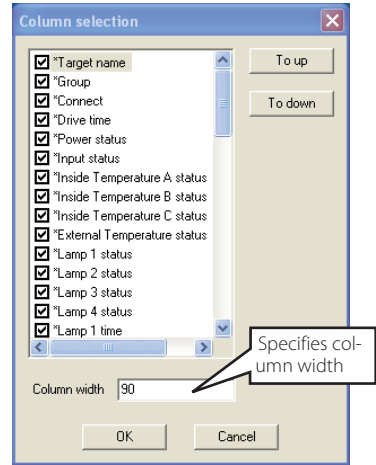 Column selection
*Target name
To up
*Group
*Connect
To down
*Drive time
*Power status
*Input status
*Inside Temperature A status
*Inside Temperature B status
*Inside Temperature C status
*External Temperature status
*Lamp 1 status
*Lamp 2 status
*Lamp 3 status
*Lamp 4 status
*Lamp 1 time
Specifies col-
umn width
Column width 90
OK Cancel